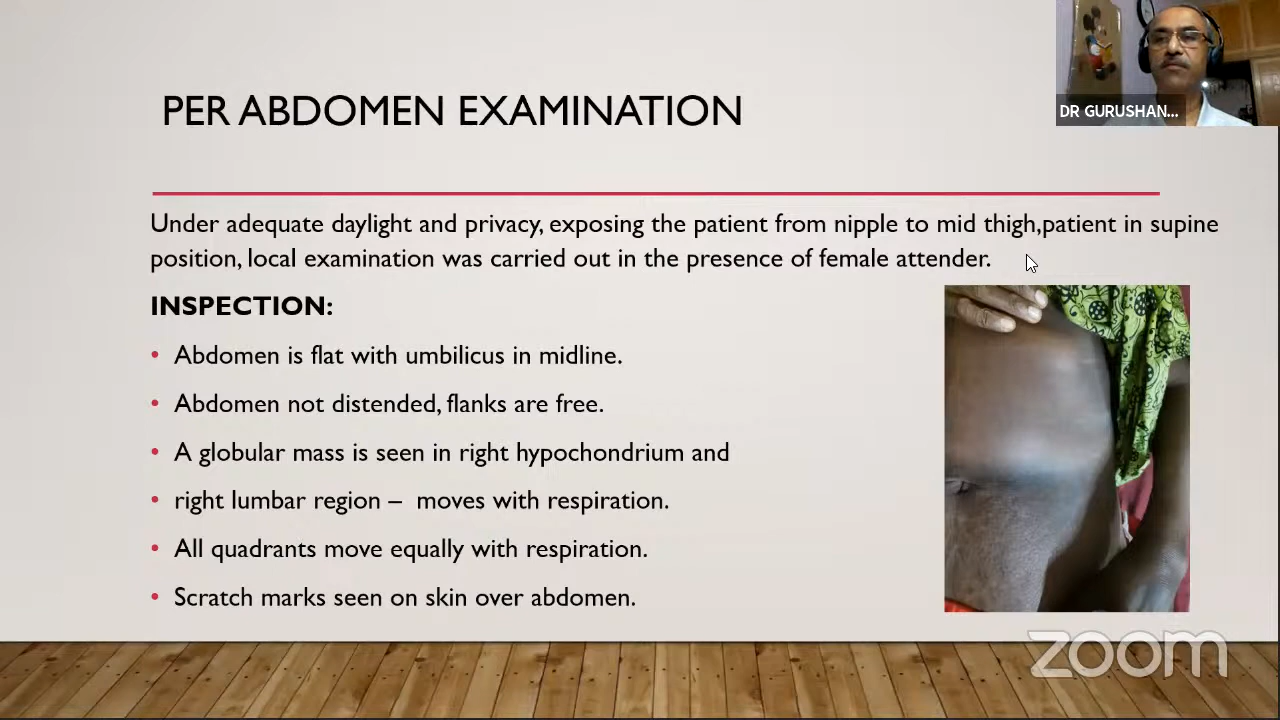 DR GURUSHAN...
PER ABDOMEN EXAMINATION
Under adequate daylight and privacy, exposing the patient from nipple to mid thigh,patient in supine
position, local examination was carried out in the presence of female attender.
INSPECTION:
• Abdomen is flat with umbilicus in midline.
• Abdomen not distended, flanks are free.
• A globular mass is seen in right hypochondrium and
• right lumbar region – moves with respiration.
• All quadrants move equally with respiration.
• Scratch marks seen on skin over abdomen.
zoom